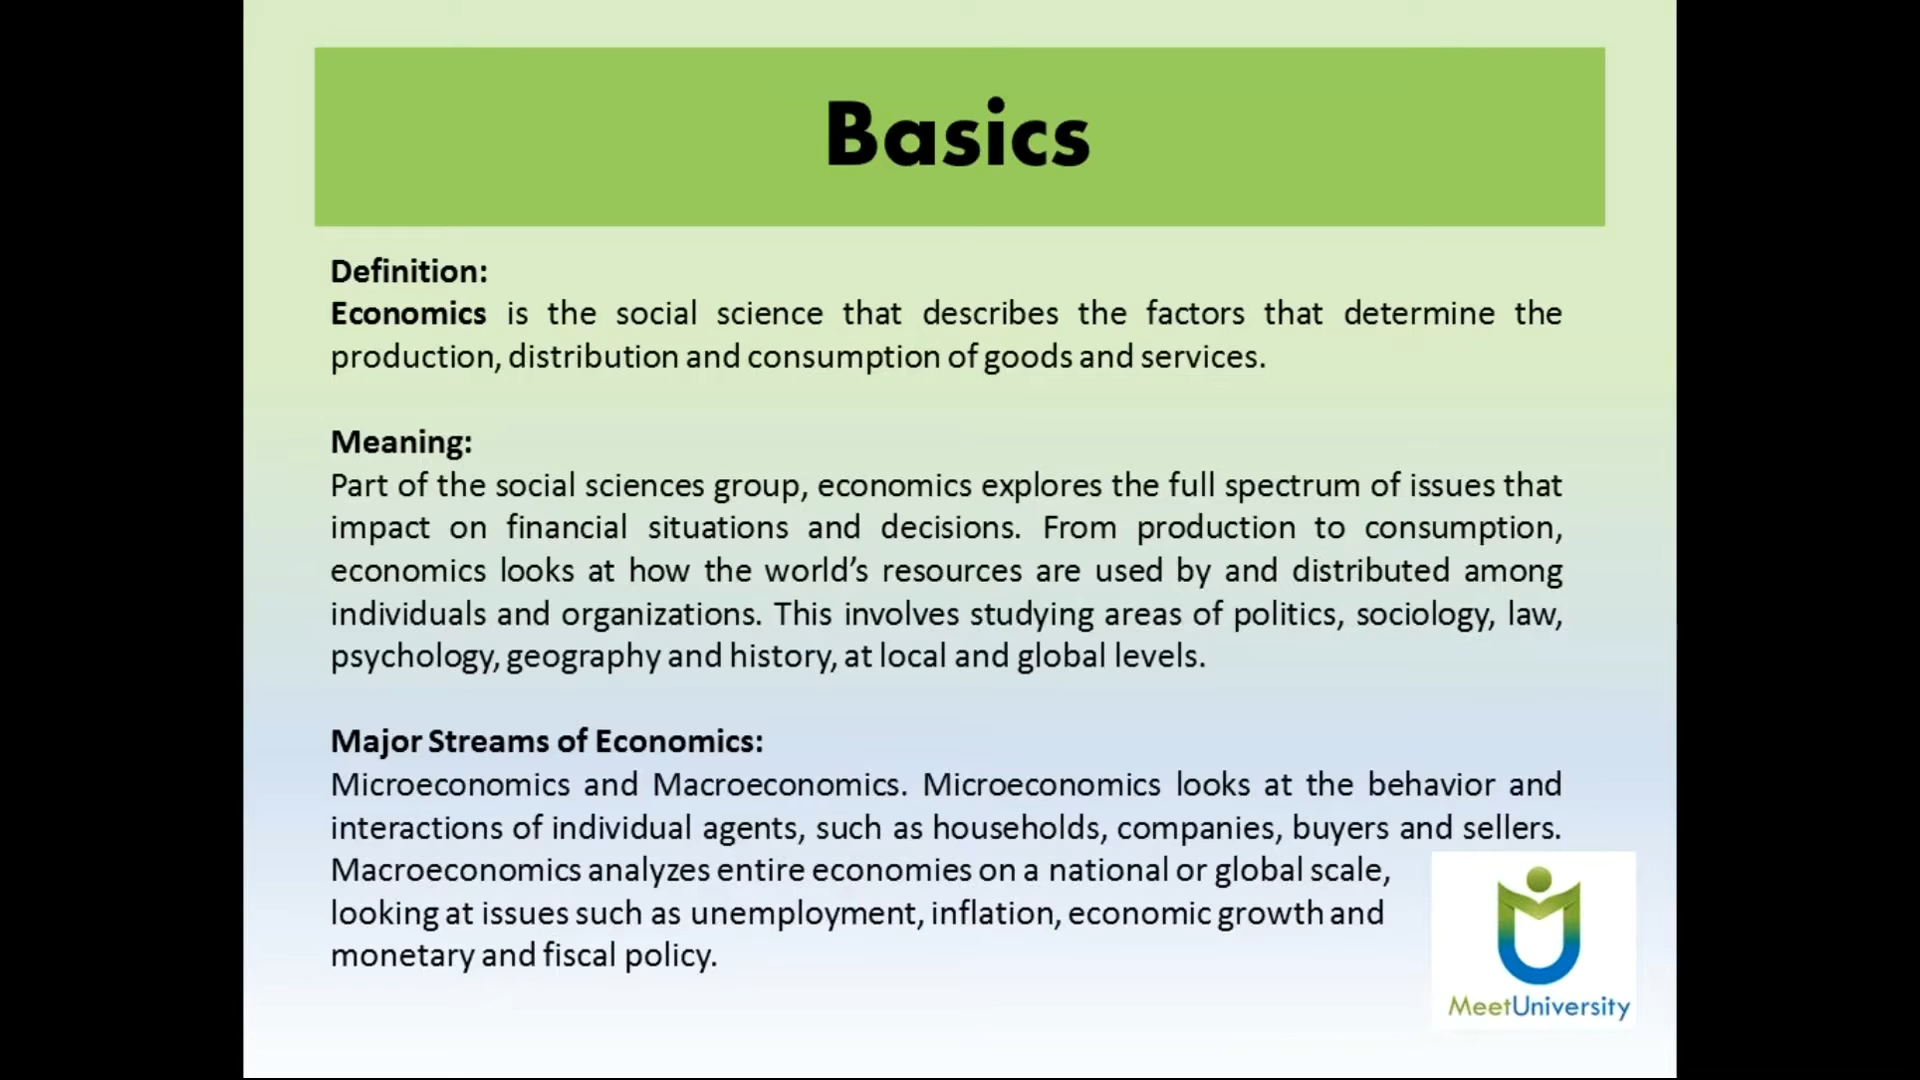 Basics
Definition:
Economics is the social science that describes the factors that determine the
production, distribution and consumption of goods and services.
Meaning:
Part of the social sciences group, economics explores the full spectrum of issues that
impact on financial situations and decisions. From production to consumption,
economics looks at how the world’s resources are used by and distributed among
individuals and organizations. This involves studying areas of politics, sociology, law,
psychology, geography and history, at local and global levels.
Major Streams of Economics:
Microeconomics and Macroeconomics. Microeconomics looks at the behavior and
interactions of individual agents, such as households, companies, buyers and sellers.
Macroeconomics analyzes entire economies on a national or global scale,
looking at issues such as unemployment, inflation, economic growth and
monetary and fiscal policy.
MeetUniversity